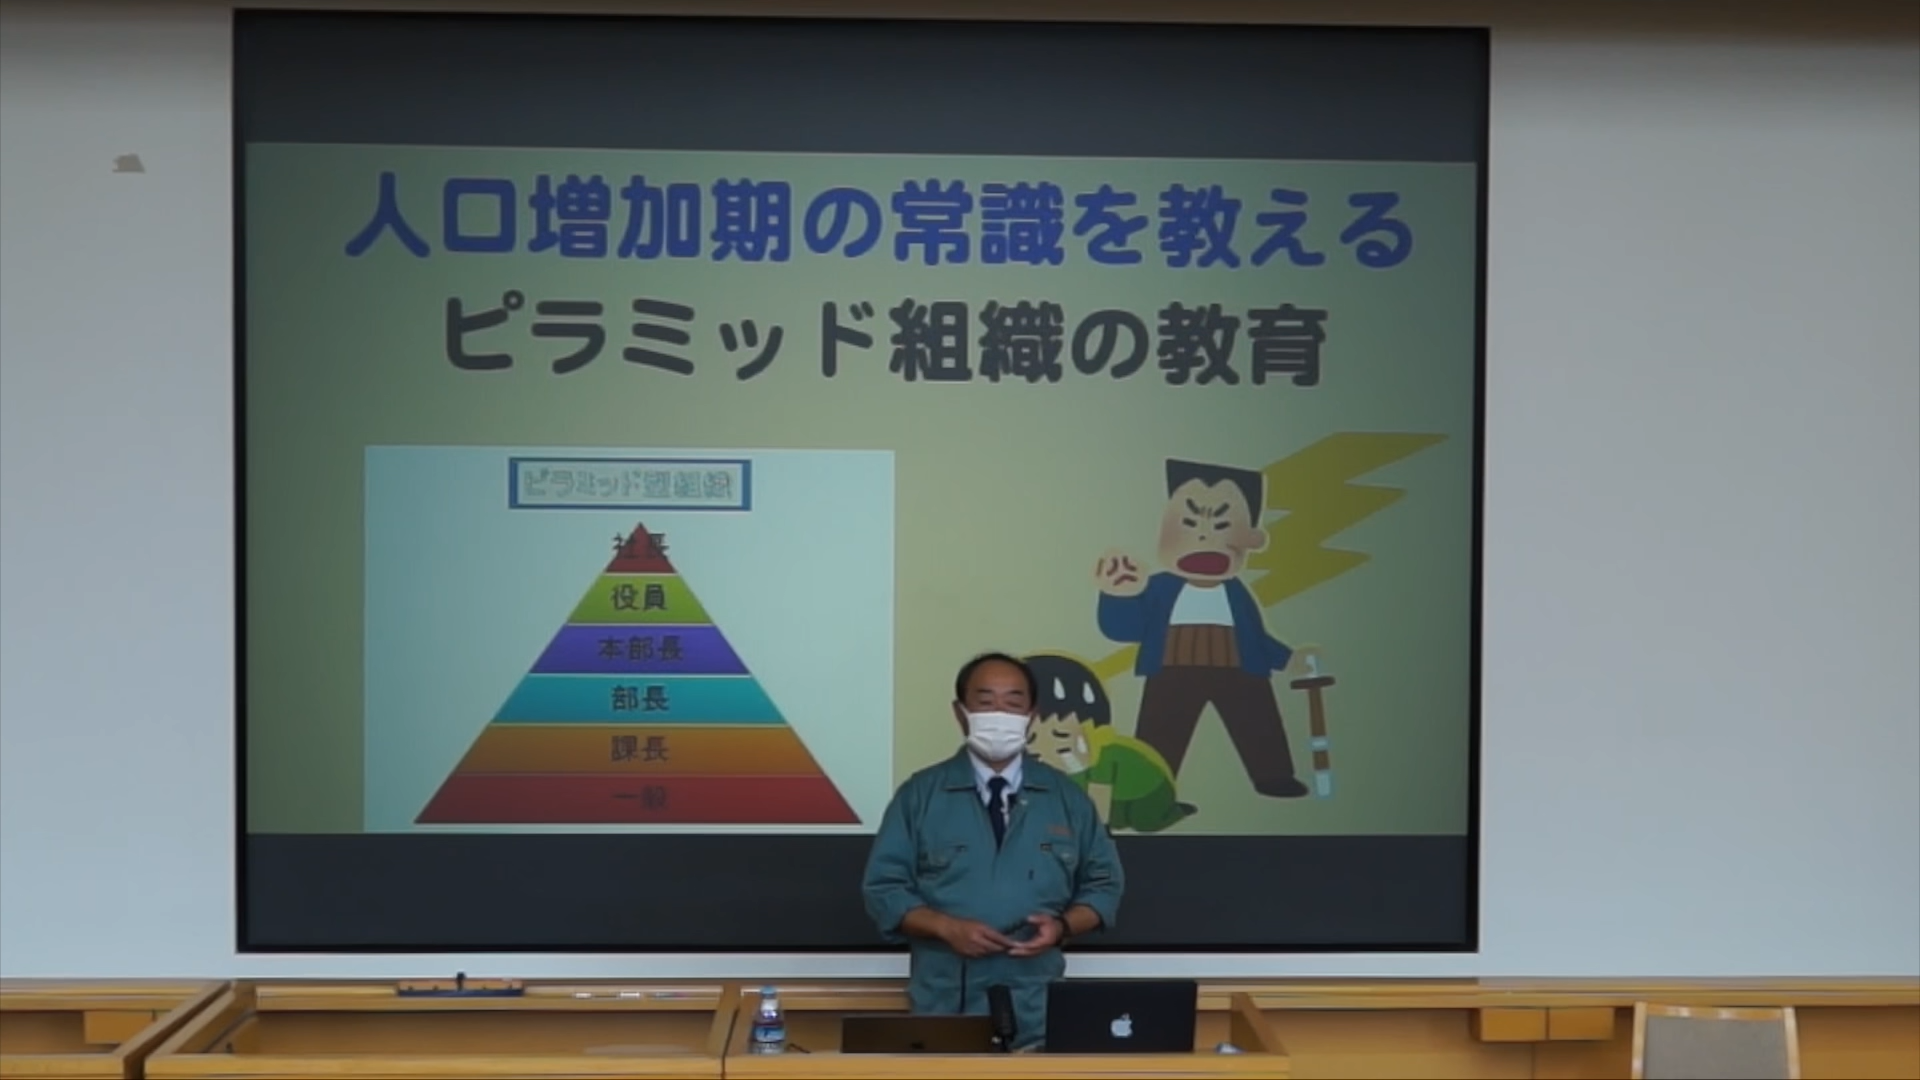 人口増加期の常識を教える
ピラミッド組織の教育
ピラミッド型組織
社長
役員
本部長
部長
課長
一般